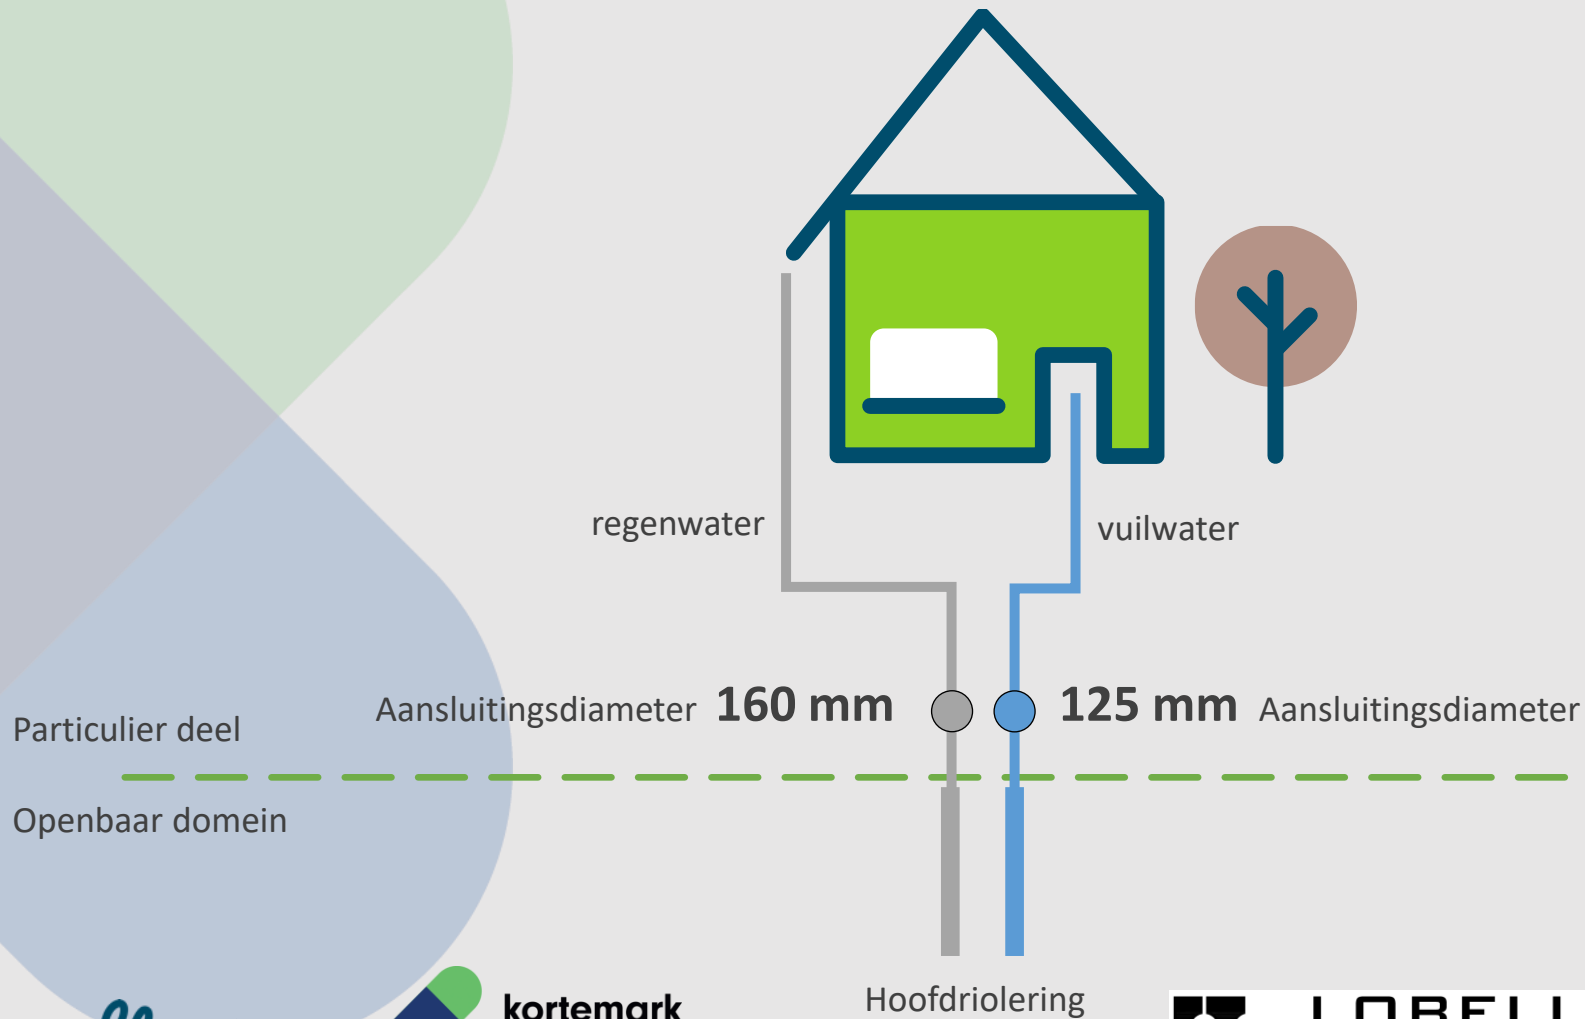 regenwater
vuilwater
Aansluitingsdiameter 160 mm
125 mm Aansluitingsdiameter
Particulier deel
Openbaar domein
Hoofdriolering
kortemark